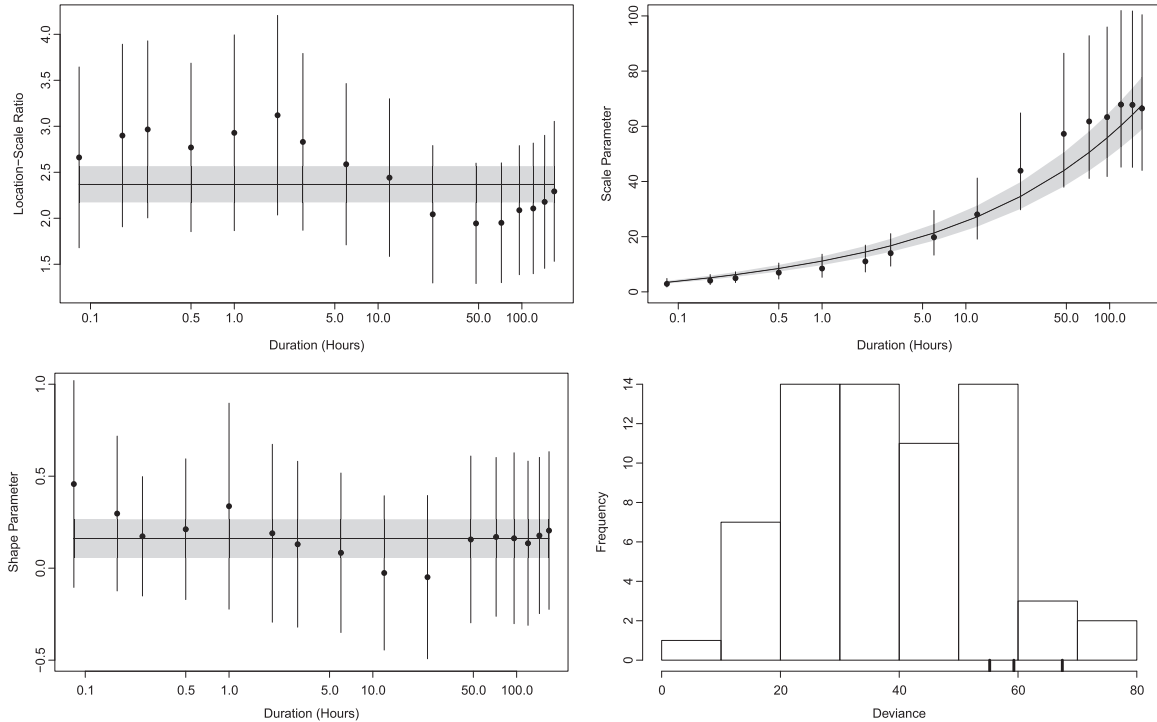 4.0
3.5
3.0
2.5
2.0
1.5
Location−Scale Ratio
0.1 0.5 1.0 5.0 10.0 50.0 100.0
Duration (Hours)
100
80
60
40
20
0
Scale Parameter
0.1 0.5 1.0 5.0 10.0 50.0 100.0
Duration (Hours)
1.0
0.5
0.0
−0.5
Shape Parameter
0.1 0.5 1.0 5.0 10.0 50.0 100.0
Duration (Hours)
14
12
10
8
6
4
2
0
Frequency
0 20 40 60 80
Deviance